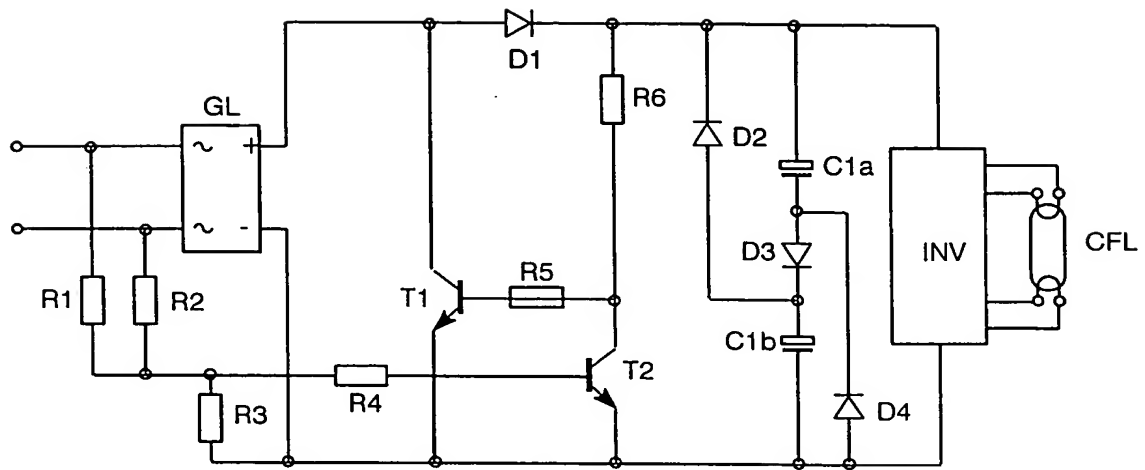 D1
R6
GL
~ +
D2
C1a
~ -
D3
INV
CFL
R1
R2
T1
R5
C1b
T2
R4
R3
D4